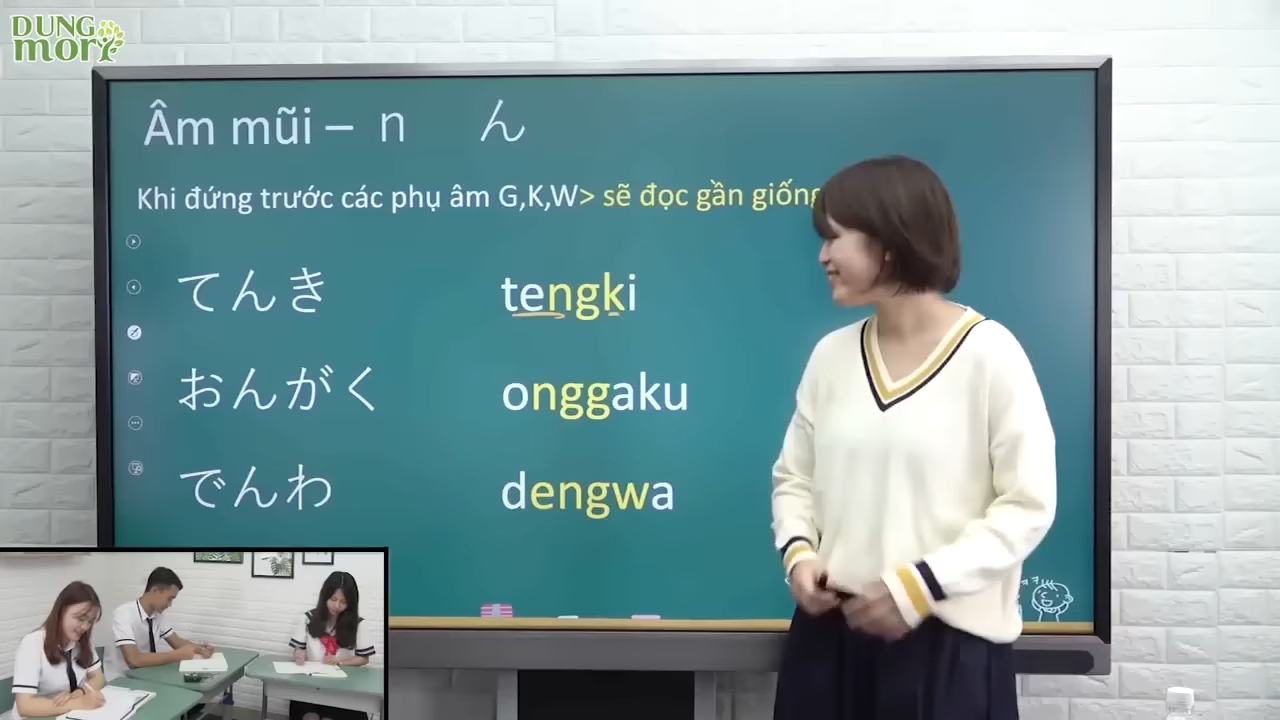 DUNG
mori
Âm mũi – n ん
Khi đứng trước các phụ âm G,K,W> sẽ đọc gần giống
てんき tengki
おんがく onggaku
でんわ dengwa